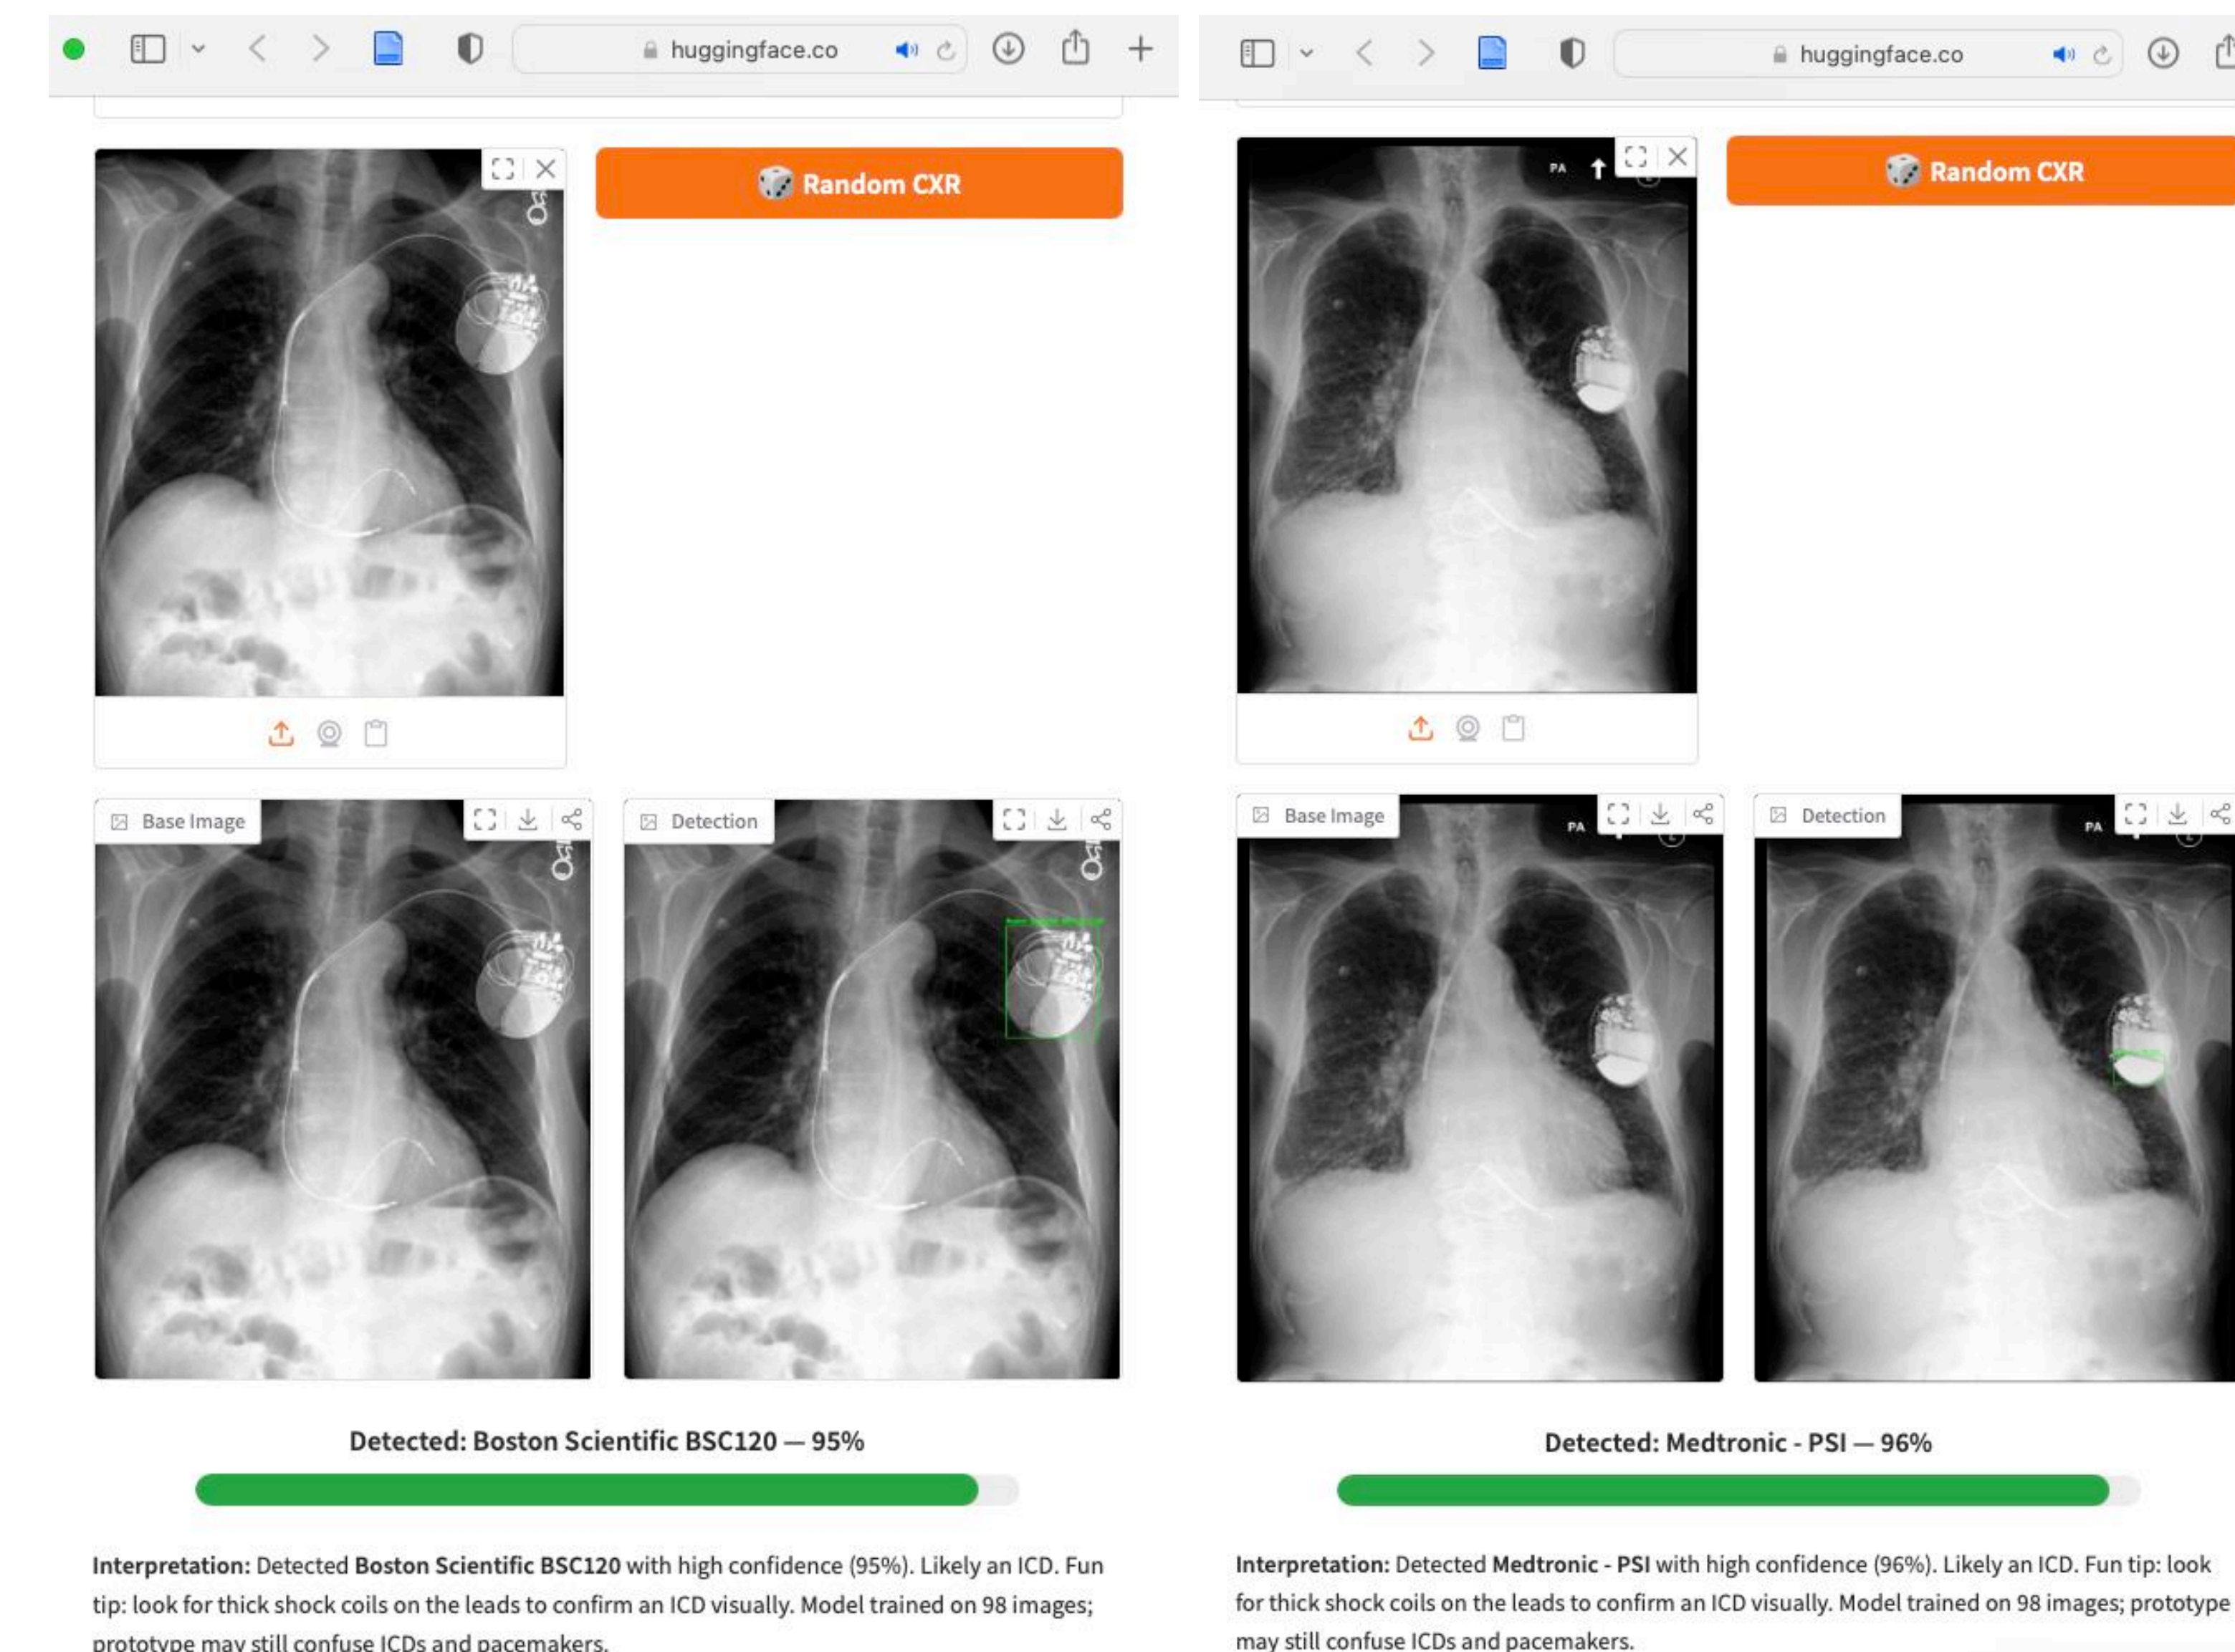 huggingface.co
Random CXR
Base Image
Detection
Detected: Boston Scientific BSC120 — 95%
Interpretation: Detected Boston Scientific BSC120 with high confidence (95%). Likely an ICD. Fun
tip: look for thick shock coils on the leads to confirm an ICD visually. Model trained on 98 images;
prototype may still confuse ICDs and pacemakers.
huggingface.co
PA
Random CXR
Base Image
PA
Detection
PA
Detected: Medtronic - PSI — 96%
Interpretation: Detected Medtronic - PSI with high confidence (96%). Likely an ICD. Fun tip: look
for thick shock coils on the leads to confirm an ICD visually. Model trained on 98 images; prototype
may still confuse ICDs and pacemakers.